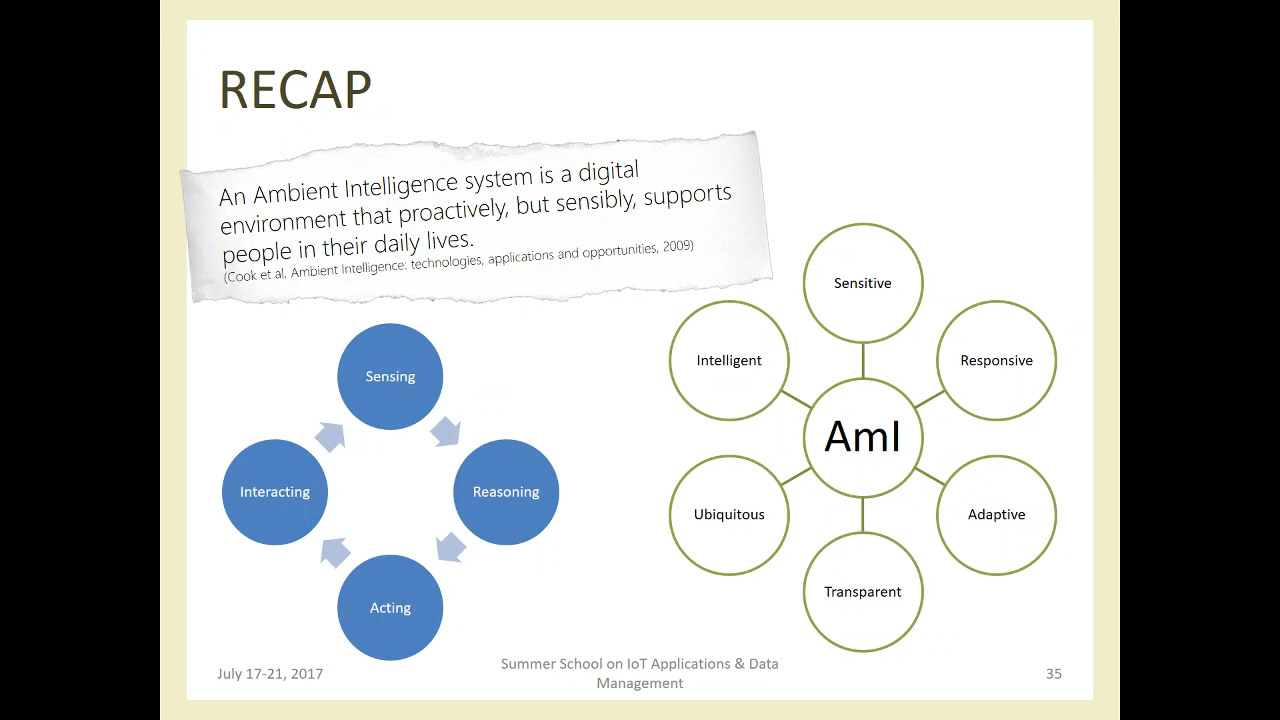 RECAP
An Ambient Intelligence system is a digital
environment that proactively, but sensibly, supports
people in their daily lives.
(Cook et al, Ambient Intelligence: technologies, applications and opportunities, 2009)
Sensing
Reasoning
Acting
Interacting
AmI
Sensitive
Responsive
Adaptive
Transparent
Ubiquitous
Intelligent
July 17-21, 2017
Summer School on IoT Applications & Data
Management
35